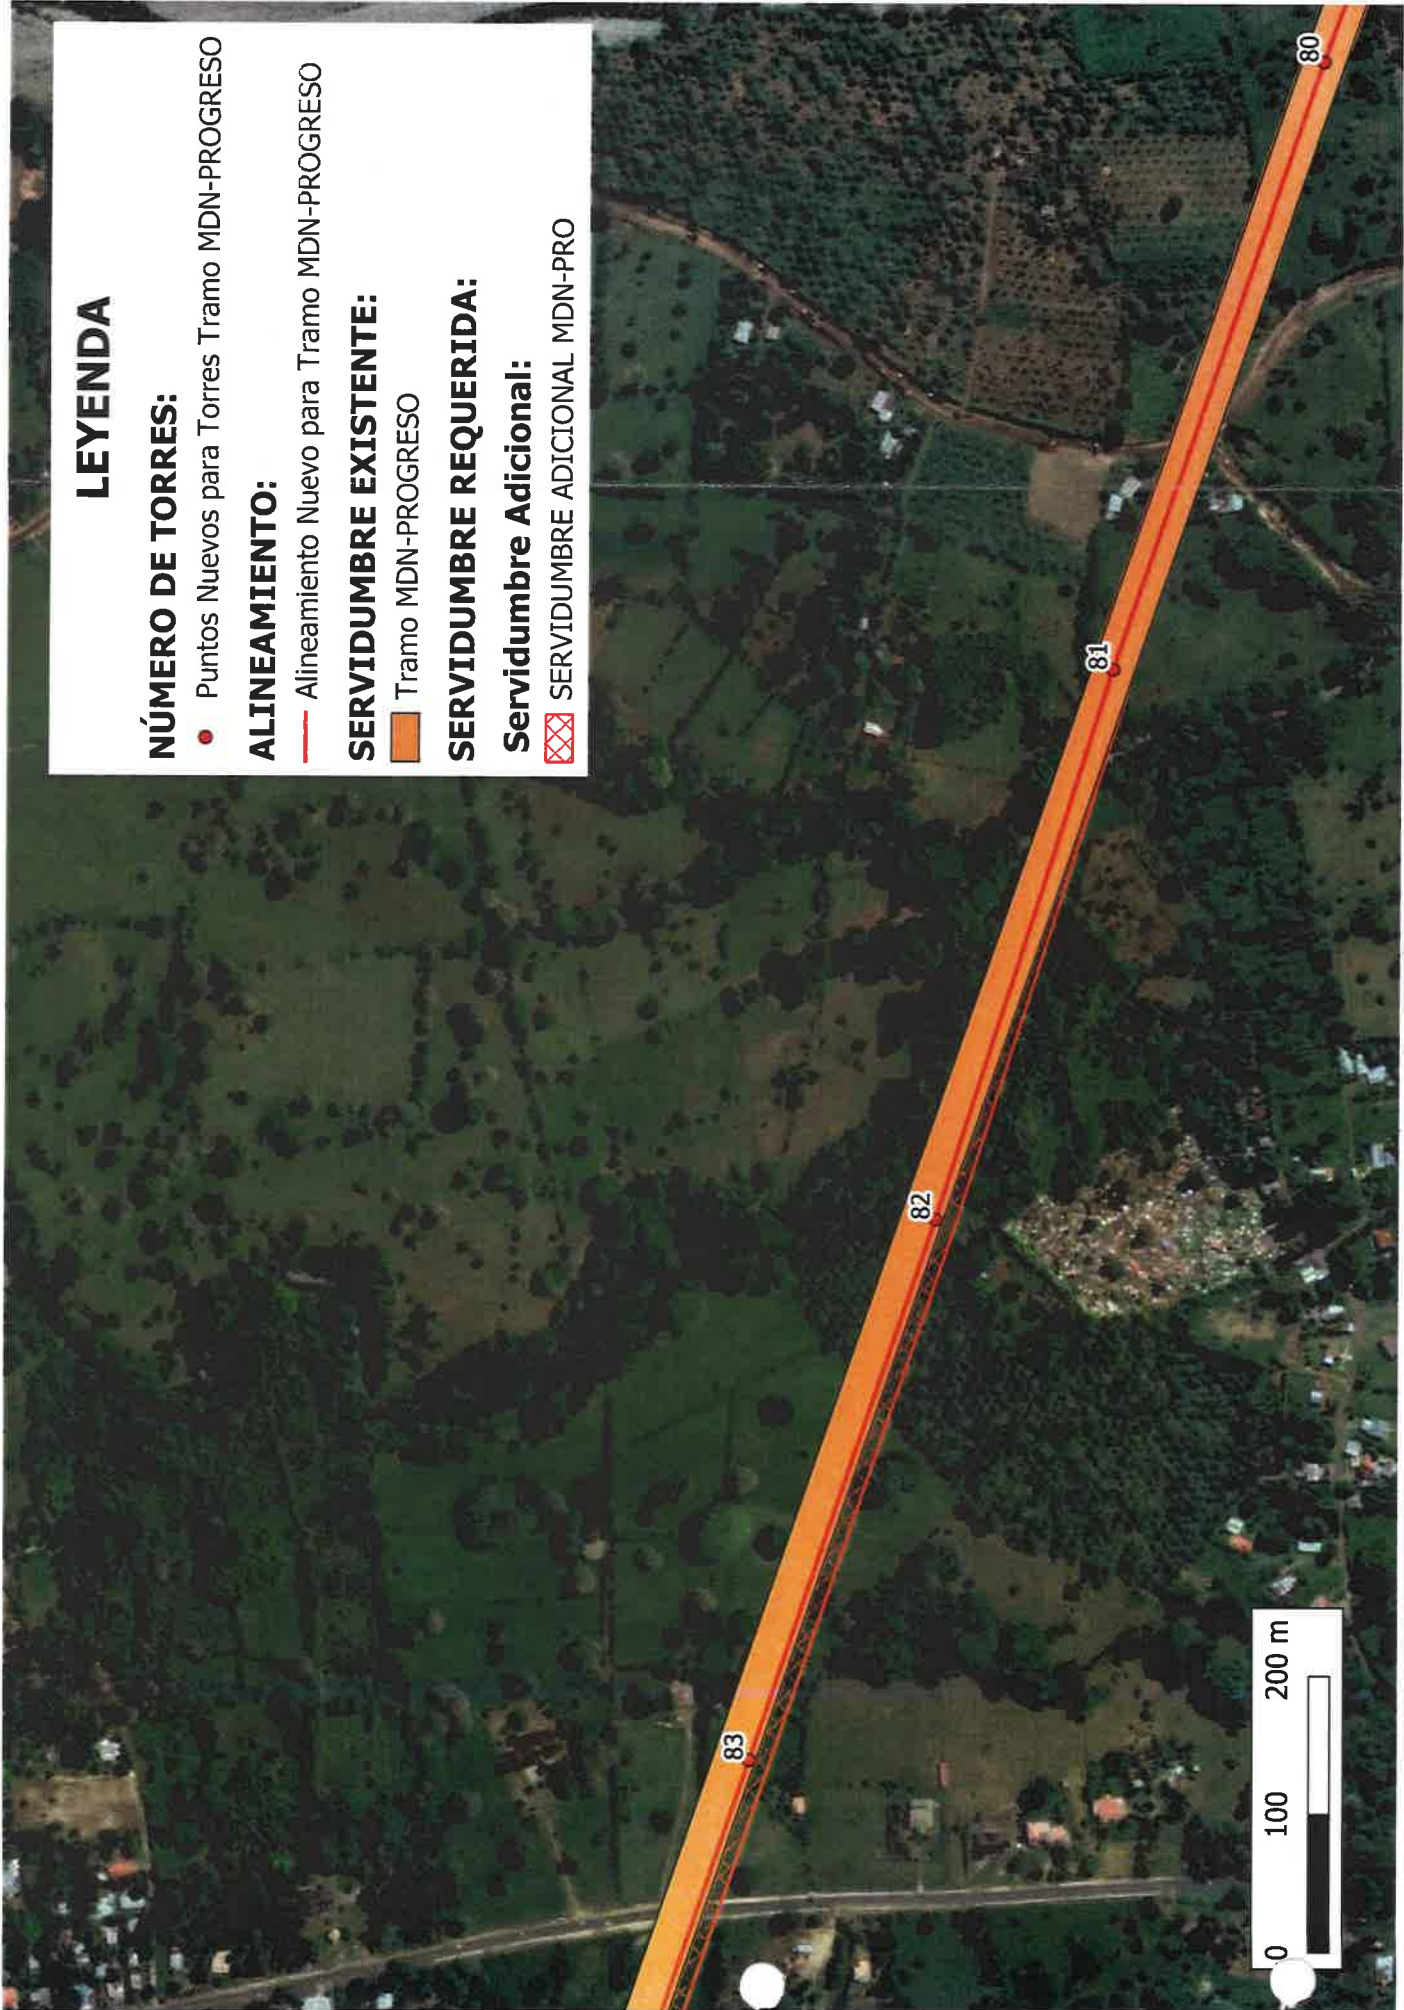 LEYENDA
NÚMERO DE TORRES:
Puntos Nuevos para Torres Tramo MDN-PROGRESO
ALINEAMIENTO:
Alineamiento Nuevo para Tramo MDN-PROGRESO
SERVIDUMBRE EXISTENTE:
Tramo MDN-PROGRESO
SERVIDUMBRE REQUERIDA:
Servidumbre Adicional:
SERVIDUMBRE ADICIONAL MDN-PRO
83
82
81
80
0 100 200 m